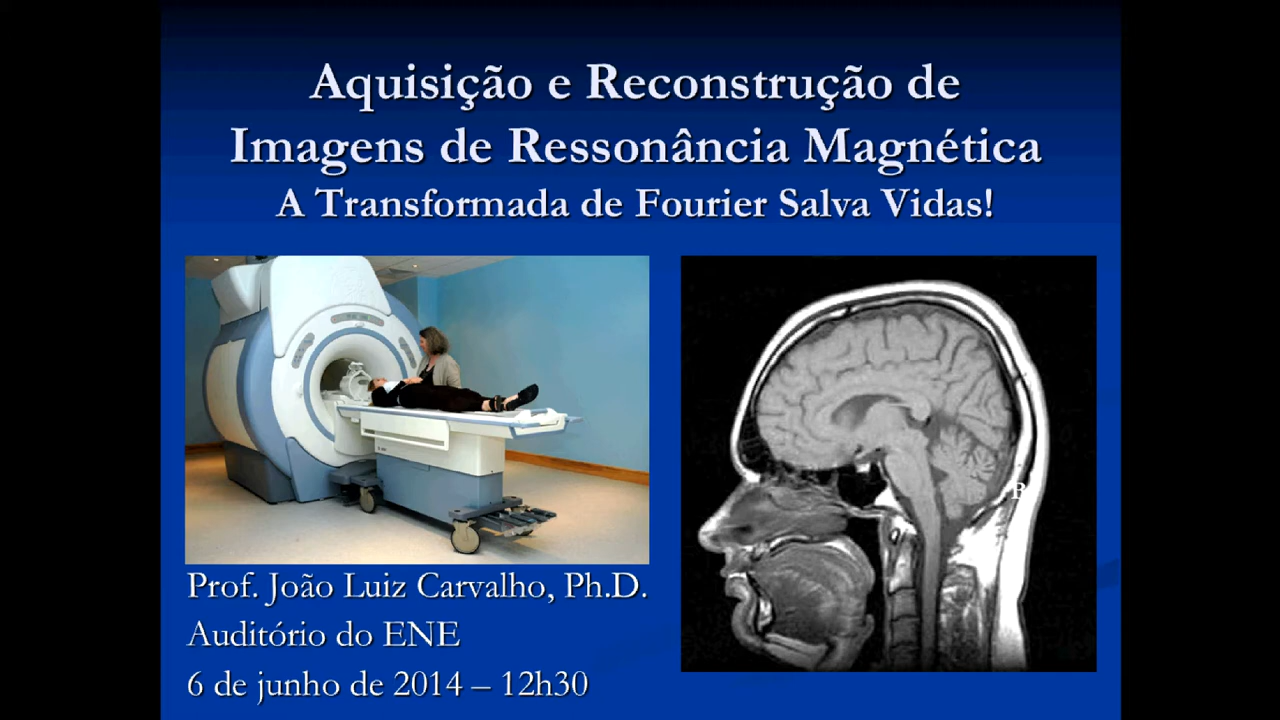 Aquisição e Reconstrução de
Imagens de Ressonância Magnética
A Transformada de Fourier Salva Vidas!
Prof. João Luiz Carvalho, Ph.D.
Auditório do ENE
6 de junho de 2014 – 12h30